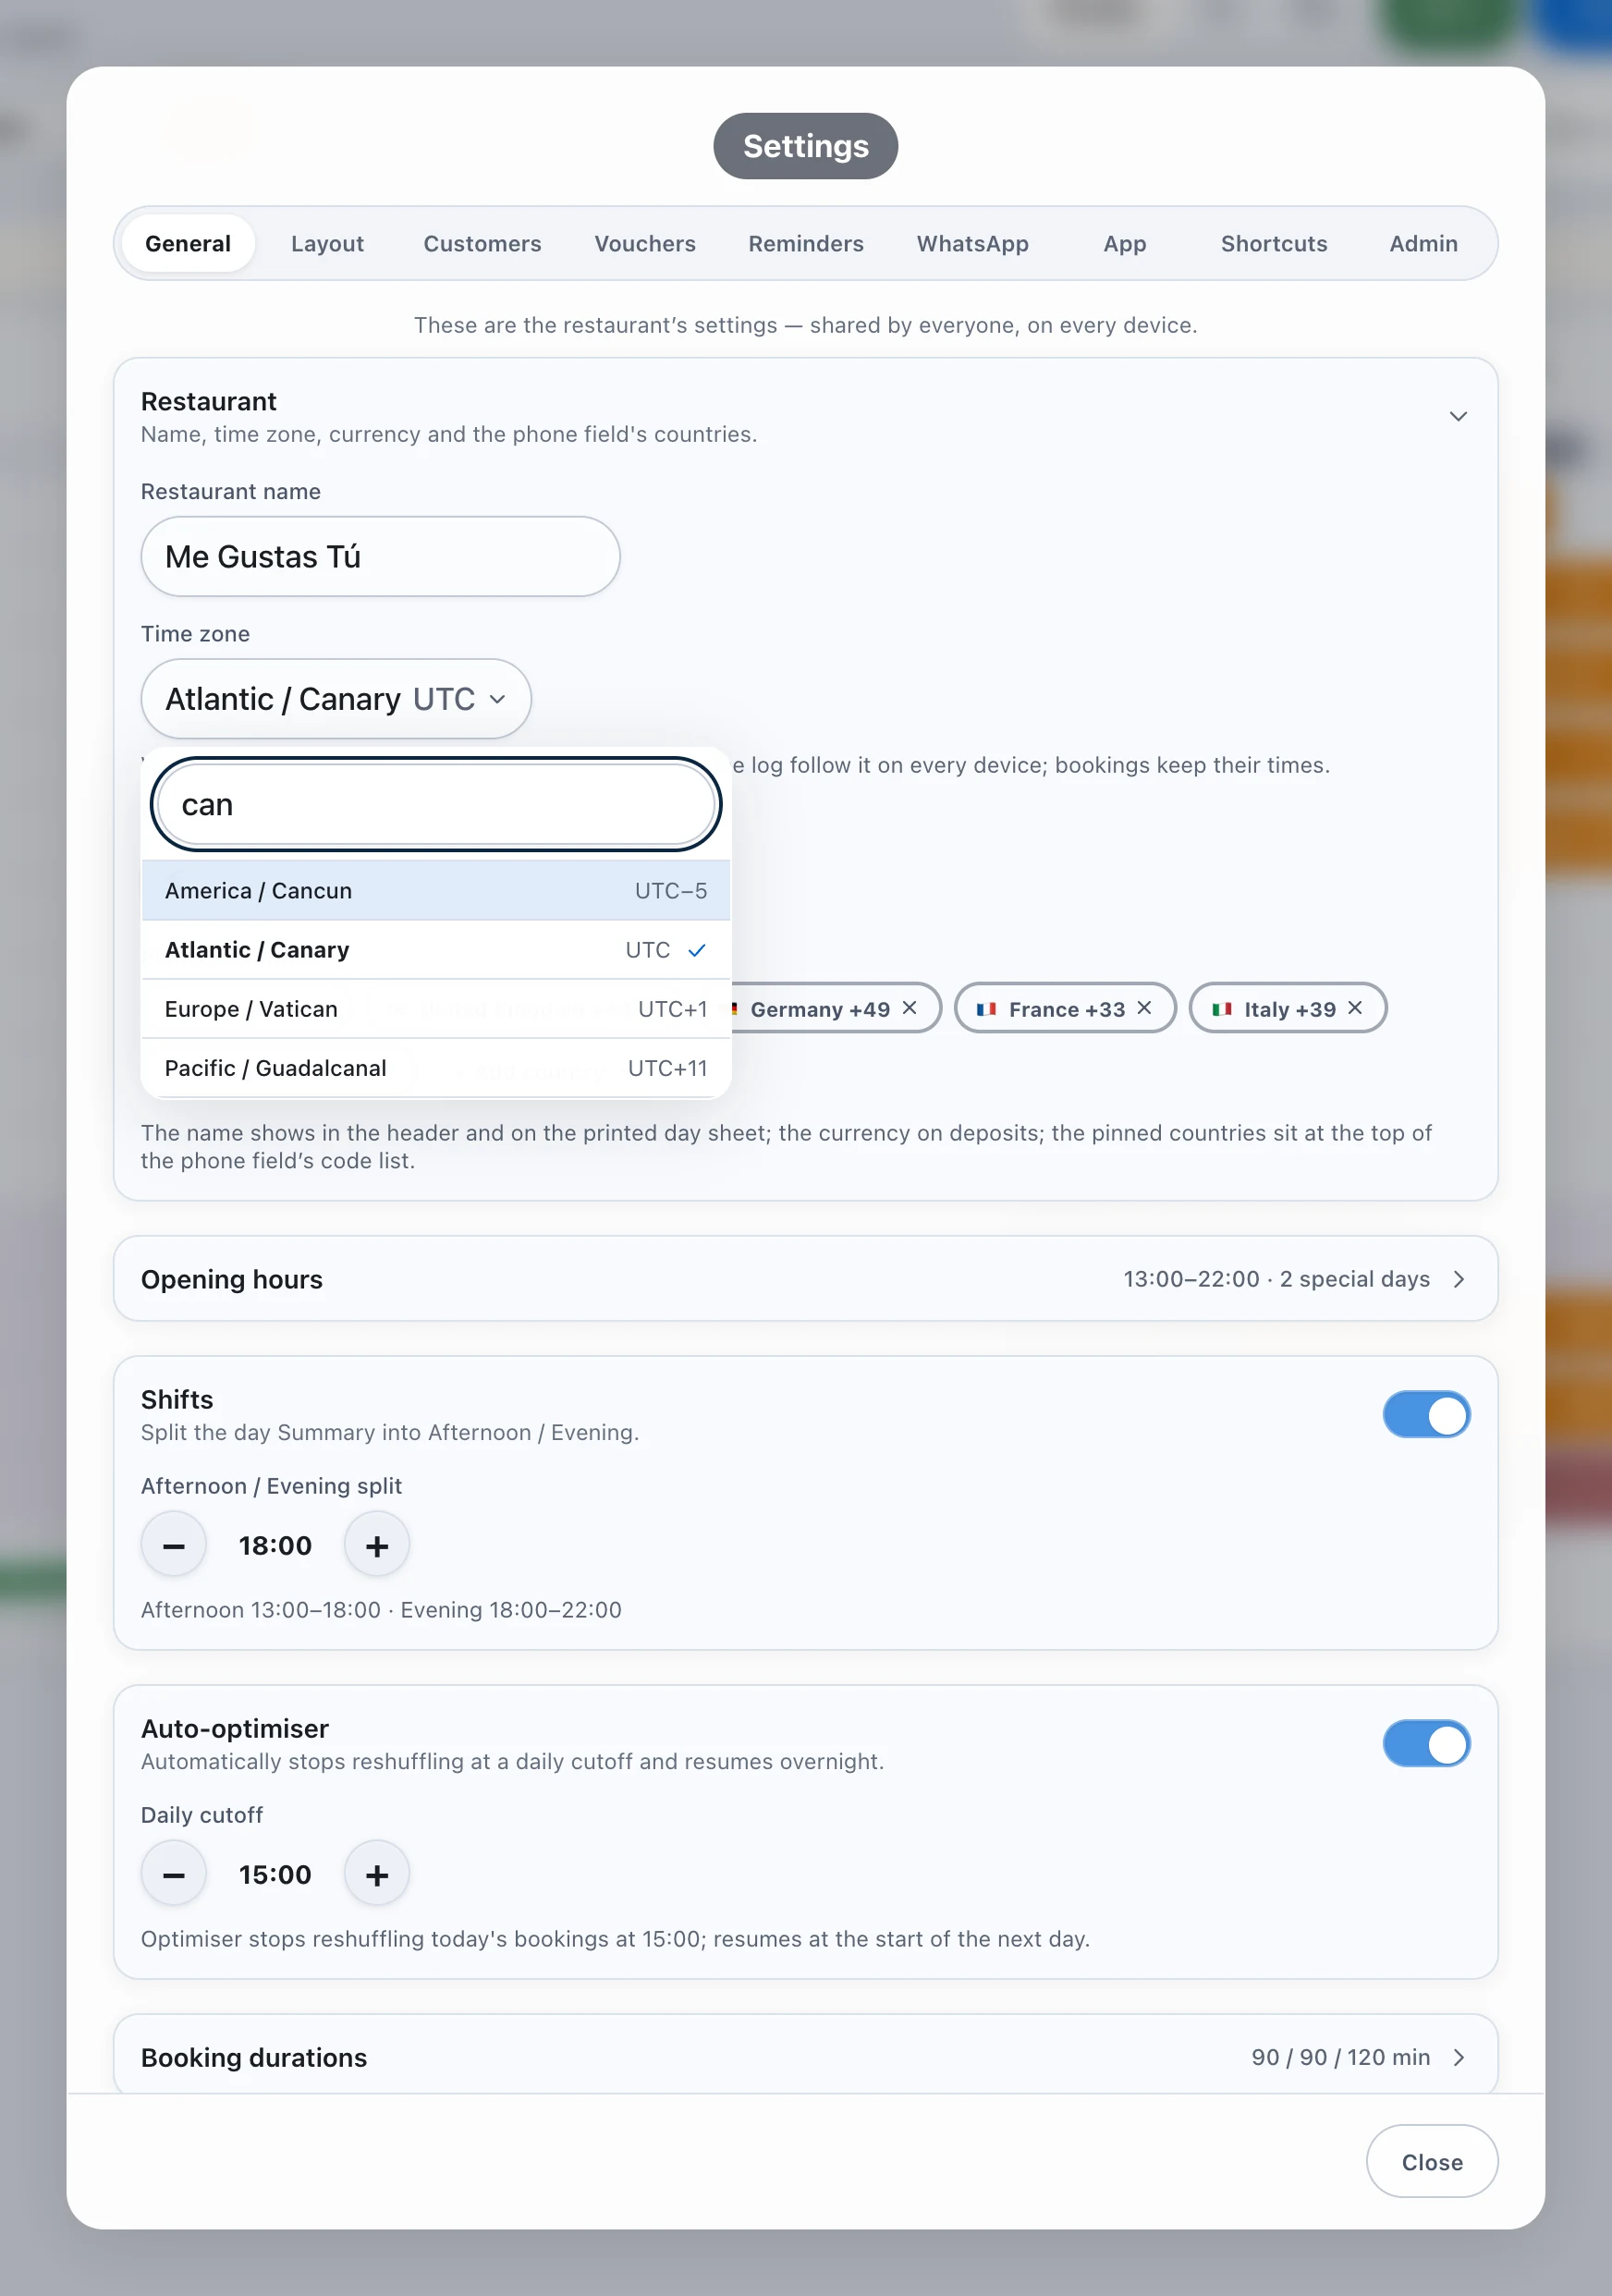 Settings
General Layout Customers Vouchers Reminders WhatsApp App Shortcuts Admin
These are the restaurant’s settings — shared by everyone, on every device.
Restaurant
Name, time zone, currency and the phone field's countries.
Restaurant name
Me Gustas Tú
Time zone
Atlantic / Canary UTC
log follow it on every device; bookings keep their times.
can
America / Cancun UTC−5
Atlantic / Canary UTC
Europe / Vatican UTC+1
Germany +49 France +33 Italy +39
Pacific / Guadalcanal UTC+11
The name shows in the header and on the printed day sheet; the currency on deposits; the pinned countries sit at the top of
the phone field’s code list.
Opening hours 13:00–22:00 · 2 special days
Shifts
Split the day Summary into Afternoon / Evening.
Afternoon / Evening split
− 18:00 +
Afternoon 13:00–18:00 · Evening 18:00–22:00
Auto-optimiser
Automatically stops reshuffling at a daily cutoff and resumes overnight.
Daily cutoff
− 15:00 +
Optimiser stops reshuffling today's bookings at 15:00; resumes at the start of the next day.
Booking durations 90 / 90 / 120 min
Close